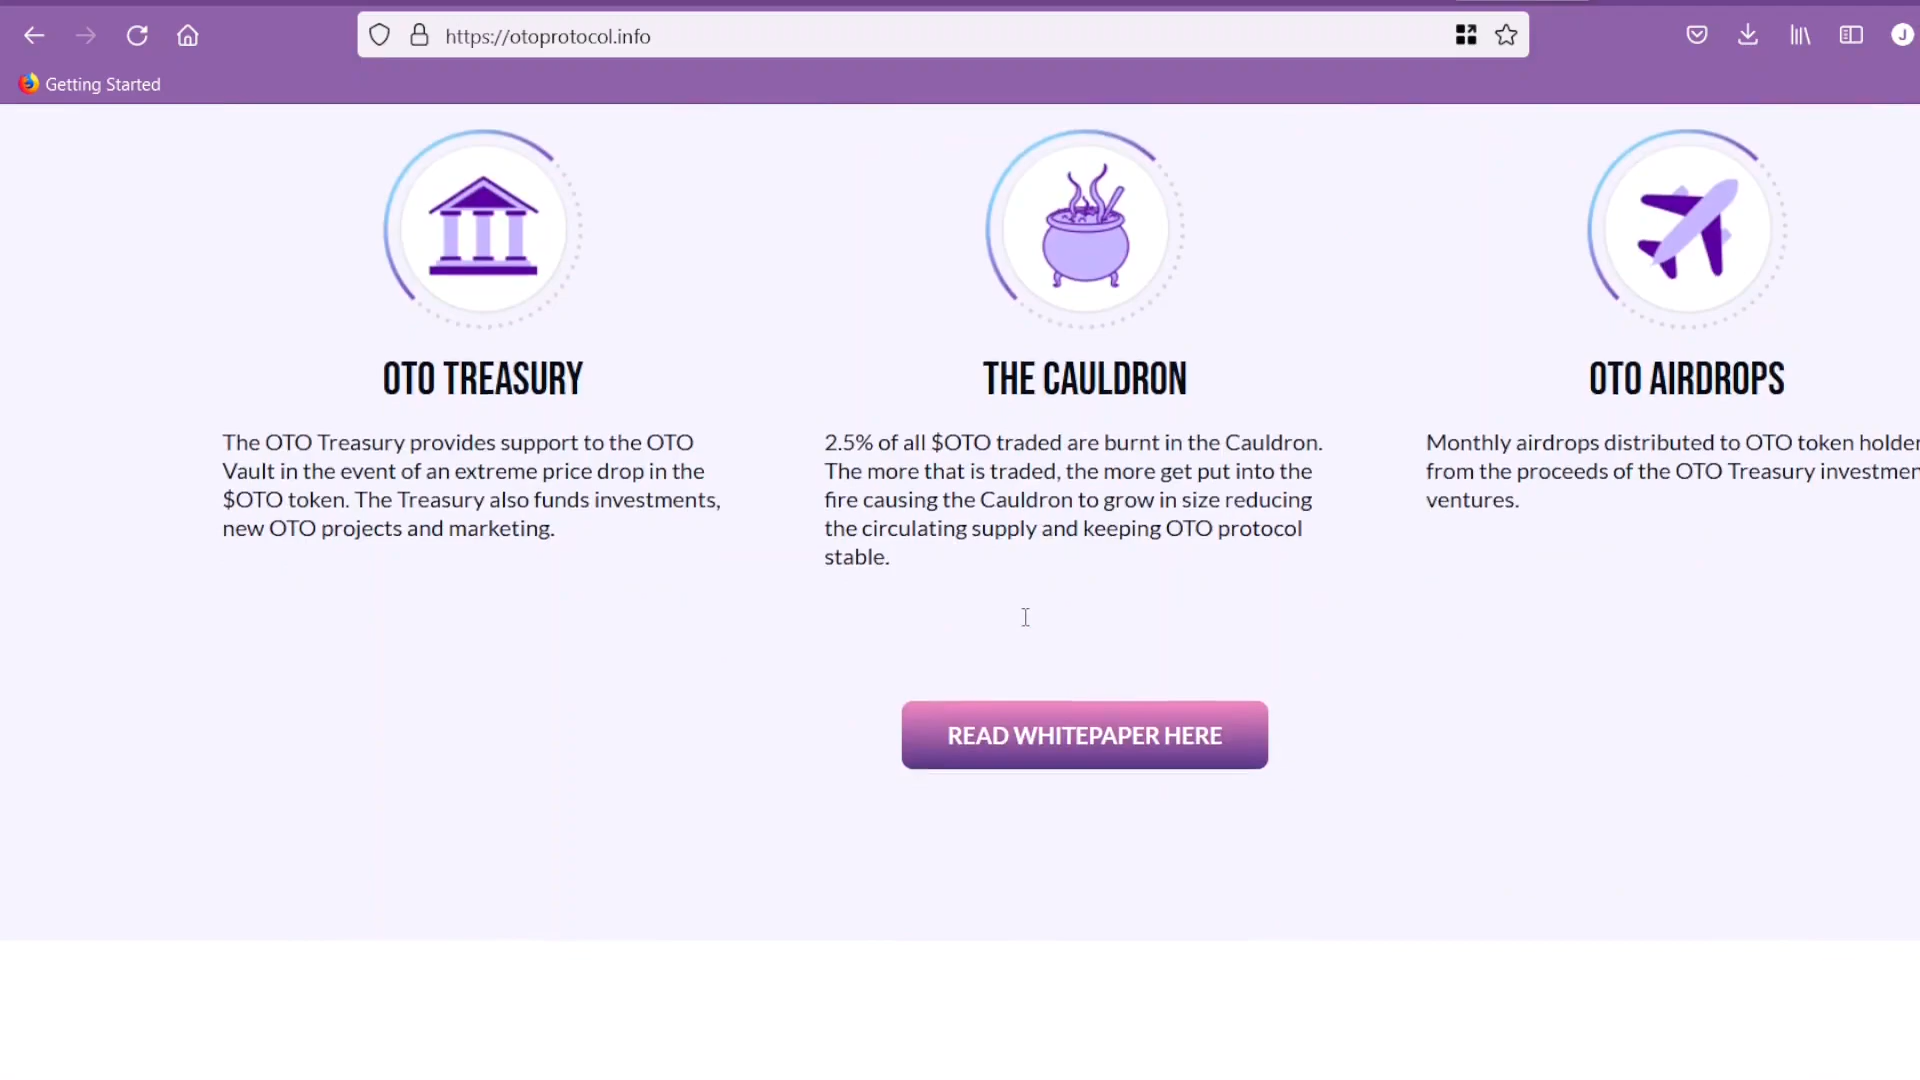 https://otoprotocol.info
J
Getting Started
OTO TREASURY
The OTO Treasury provides support to the OTO
Vault in the event of an extreme price drop in the
$OTO token. The Treasury also funds investments,
new OTO projects and marketing.
THE CAULDRON
2.5% of all $OTO traded are burnt in the Cauldron.
The more that is traded, the more get put into the
fire causing the Cauldron to grow in size reducing
the circulating supply and keeping OTO protocol
stable.
OTO AIRDROPS
Monthly airdrops distributed to OTO token holder
from the proceeds of the OTO Treasury investmen
ventures.
READ WHITEPAPER HERE